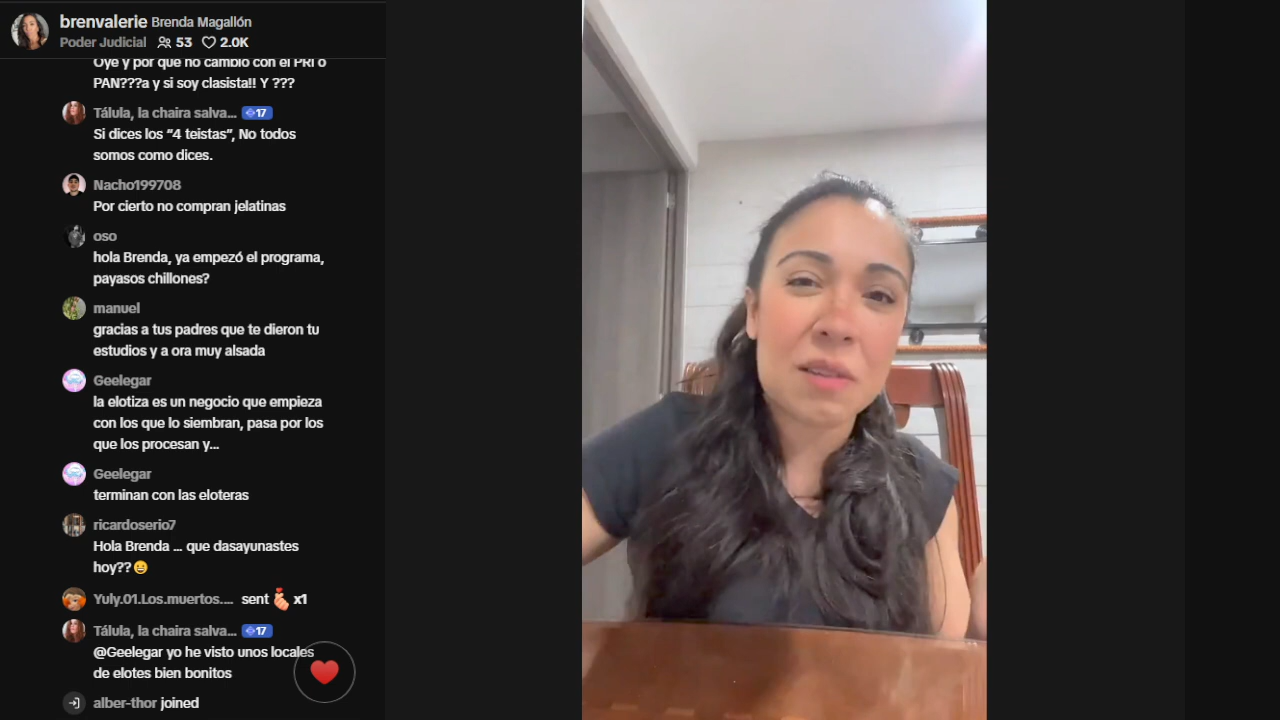 brenvalerie Brenda Magallón
Poder Judicial 53 2.0K
Oye y por que no cambio con el PRI o
PAN???a y si soy clasista!! Y ???
Tálula, la chaira salva... 17
Si dices los “4 teistas”, No todos
somos como dices.
Nacho199708
Por cierto no compran jelatinas
oso
hola Brenda, ya empezó el programa,
payasos chillones?
manuel
gracias a tus padres que te dieron tu
estudios y a ora muy alsada
Geelegar
la elotiza es un negocio que empieza
con los que lo siembran, pasa por los
que los procesan y...
Geelegar
terminan con las eloteras
ricardoserio7
Hola Brenda ... que dasayunastes
hoy??😆
Yuly.01.Los.muertos.... sent x1
Tálula, la chaira salva... 17
@Geelegar yo he visto unos locales
de elotes bien bonitos
alber-thor joined